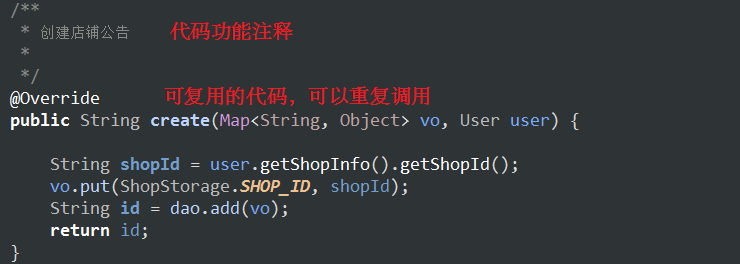 /**
* 创建店铺公告 代码功能注释
*
*/
@Override 可复用的代码，可以重复调用
public String create(Map<String, Object> vo, User user) {
String shopId = user.getShopInfo().getShopId();
vo.put(ShopStorage.SHOP_ID, shopId);
String id = dao.add(vo);
return id;
}